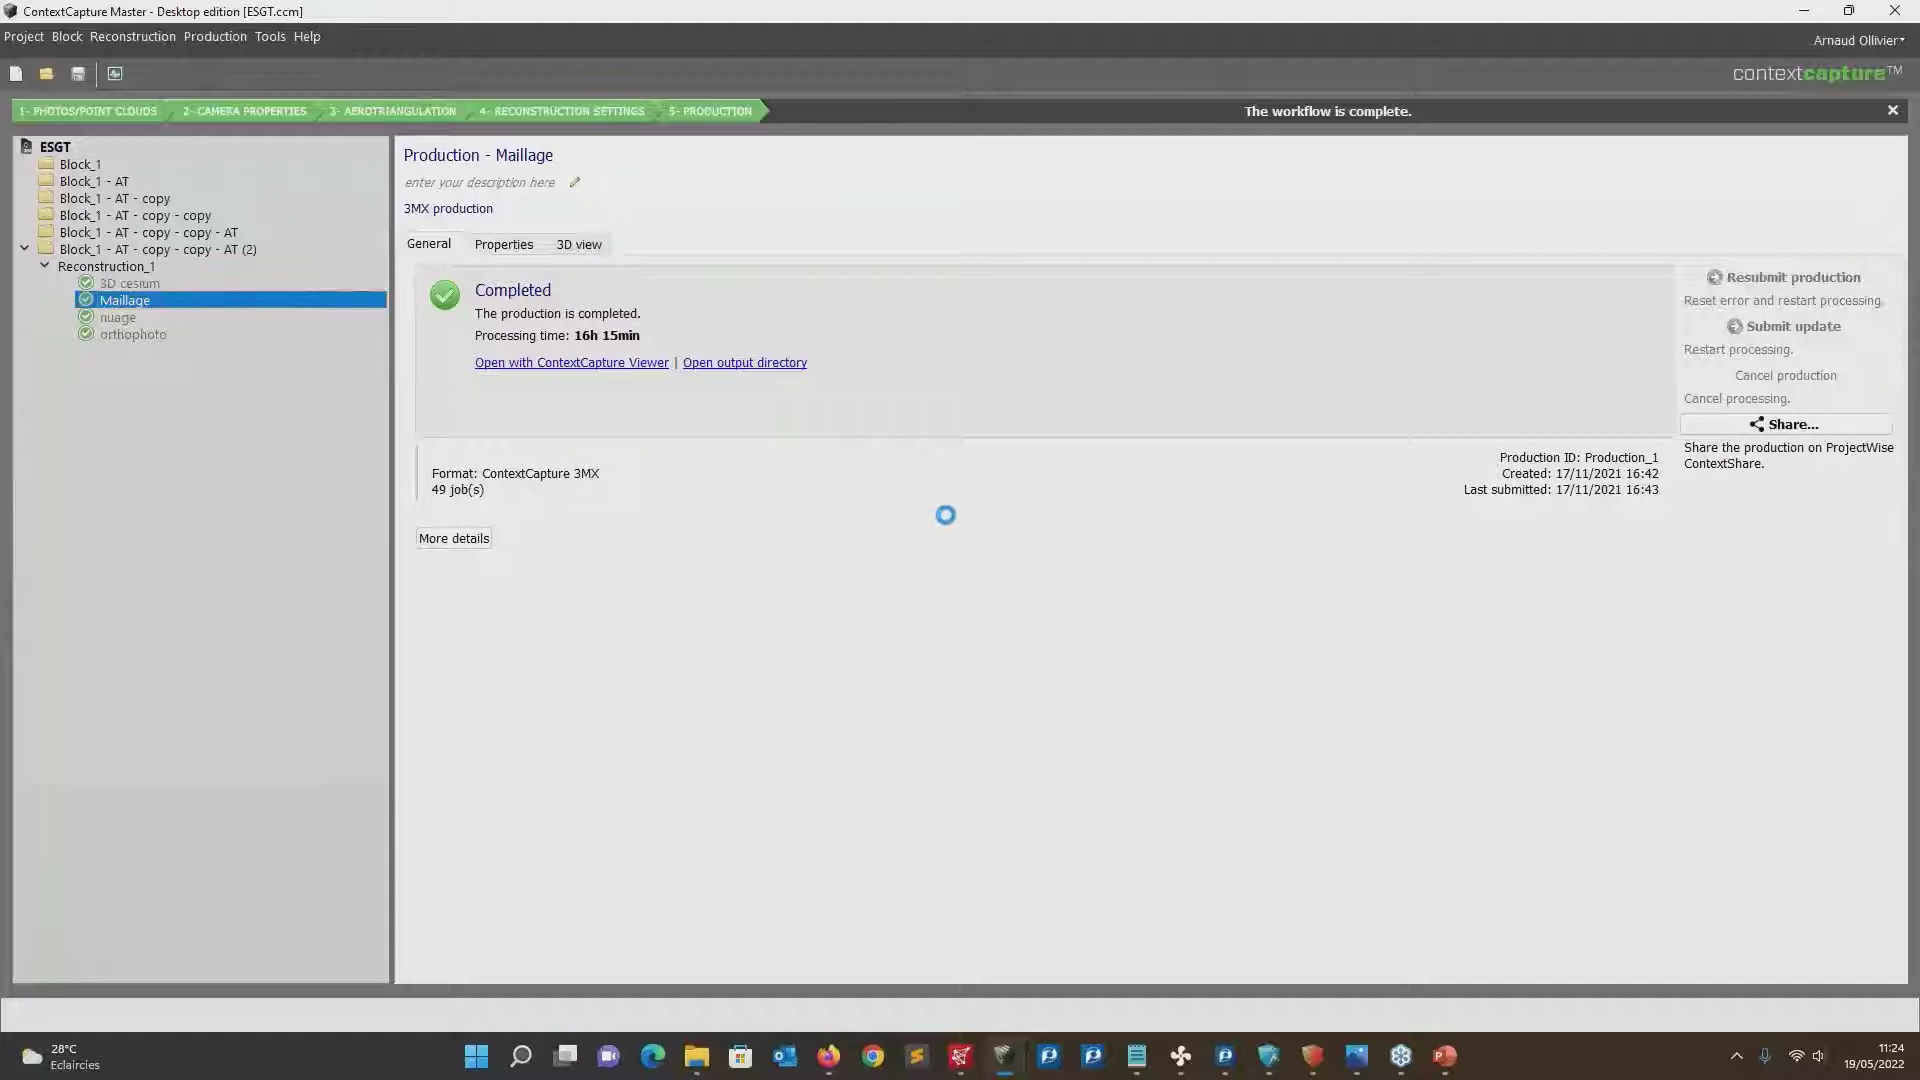 ContextCapture Master - Desktop edition [ESGT.ccm]
Project Block Reconstruction Production Tools Help
Arnaud Ollivier
contextcapture™
1- PHOTOS/POINT CLOUDS 2- CAMERA PROPERTIES 3- AEROTRIANGULATION 4- RECONSTRUCTION SETTINGS 5- PRODUCTION
The workflow is complete.
ESGT
Block_1
Block_1 - AT
Block_1 - AT - copy
Block_1 - AT - copy - copy
Block_1 - AT - copy - copy - AT
Block_1 - AT - copy - copy - AT (2)
Reconstruction_1
3D cesium
Maillage
nuage
orthophoto
Production - Maillage
enter your description here
3MX production
General Properties 3D view
Completed
The production is completed.
Processing time: 16h 15min
Open with ContextCapture Viewer | Open output directory
Resubmit production
Reset error and restart processing.
Submit update
Restart processing.
Cancel production
Cancel processing.
Share...
Share the production on ProjectWise
ContextShare.
Format: ContextCapture 3MX
49 job(s)
Production ID: Production_1
Created: 17/11/2021 16:42
Last submitted: 17/11/2021 16:43
More details
28°C
Eclaircies
11:24
19/05/2022